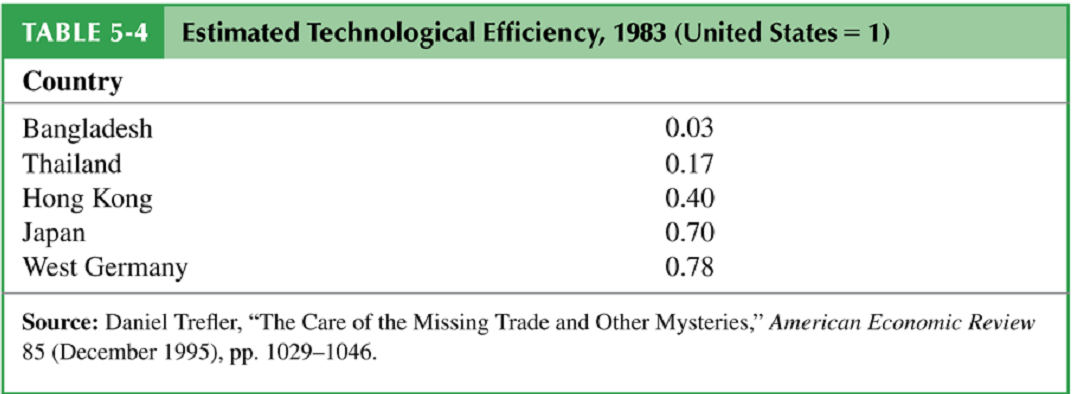 TABLE 5-4 Estimated Technological Efficiency, 1983 (United States = 1)
Country
Bangladesh 0.03
Thailand 0.17
Hong Kong 0.40
Japan 0.70
West Germany 0.78
Source: Daniel Trefler, “The Care of the Missing Trade and Other Mysteries,” American Economic Review
85 (December 1995), pp. 1029–1046.